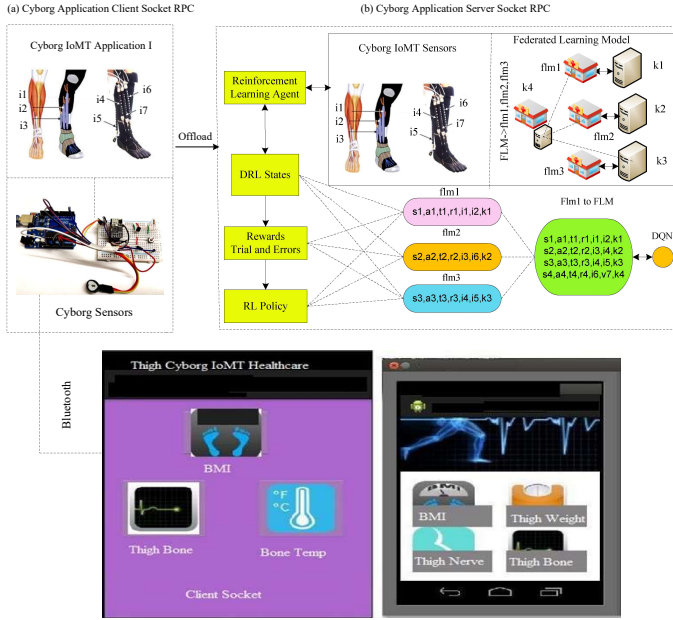 (a) Cyborg Application Client Socket RPC
(b) Cyborg Application Server Socket RPC
Cyborg IoMT Application I
i1
i2
i3
i4
i5
i6
i7
Cyborg Sensors
Offload
Reinforcement
Learning Agent
DRL States
Rewards
Trial and Errors
RL Policy
Cyborg IoMT Sensors
i1
i2
i3
i4
i5
i6
i7
Federated Learning Model
FLM->flm1,flm2,flm3
flm1
k1
k4
k2
flm2
k3
flm3
flm1
s1,a1,t1,r1,i1,i2,k1
flm2
s2,a2,t2,r2,i3,i6,k2
flm3
s3,a3,t3,r3,i4,i5,k3
Flm1 to FLM
s1,a1,t1,r1,i1,i1,k1
s2,a2,t2,r2,i3,i4,k2
s3,a3,t3,r3,i4,i5,k3
s4,a4,t4,r4,i6,v7,k4
DQN
Bluetooth
Thigh Cyborg IoMT Healthcare
BMI
°F
°C
Thigh Bone
Bone Temp
Client Socket
BMI
BMI
Thigh Weight
Thigh Nerve
Thigh Bone